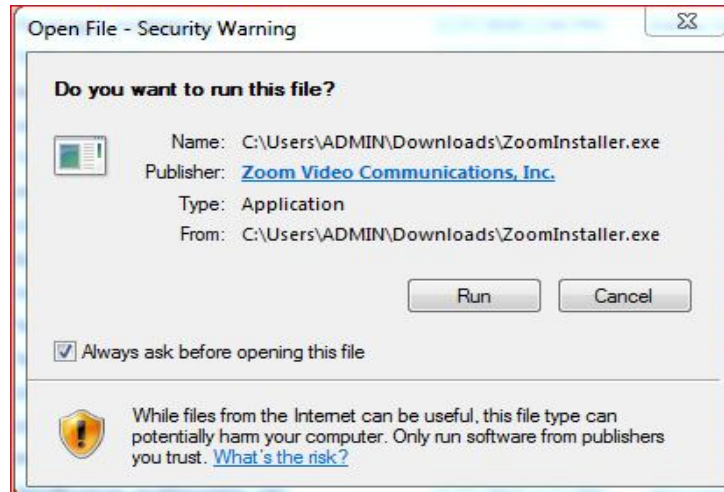 Open File - Security Warning
Do you want to run this file?
Name: C:\Users\ADMIN\Downloads\ZoomInstaller.exe
Publisher: Zoom Video Communications, Inc.
Type: Application
From: C:\Users\ADMIN\Downloads\ZoomInstaller.exe
Run Cancel
Always ask before opening this file
While files from the Internet can be useful, this file type can
potentially harm your computer. Only run software from publishers
you trust. What's the risk?